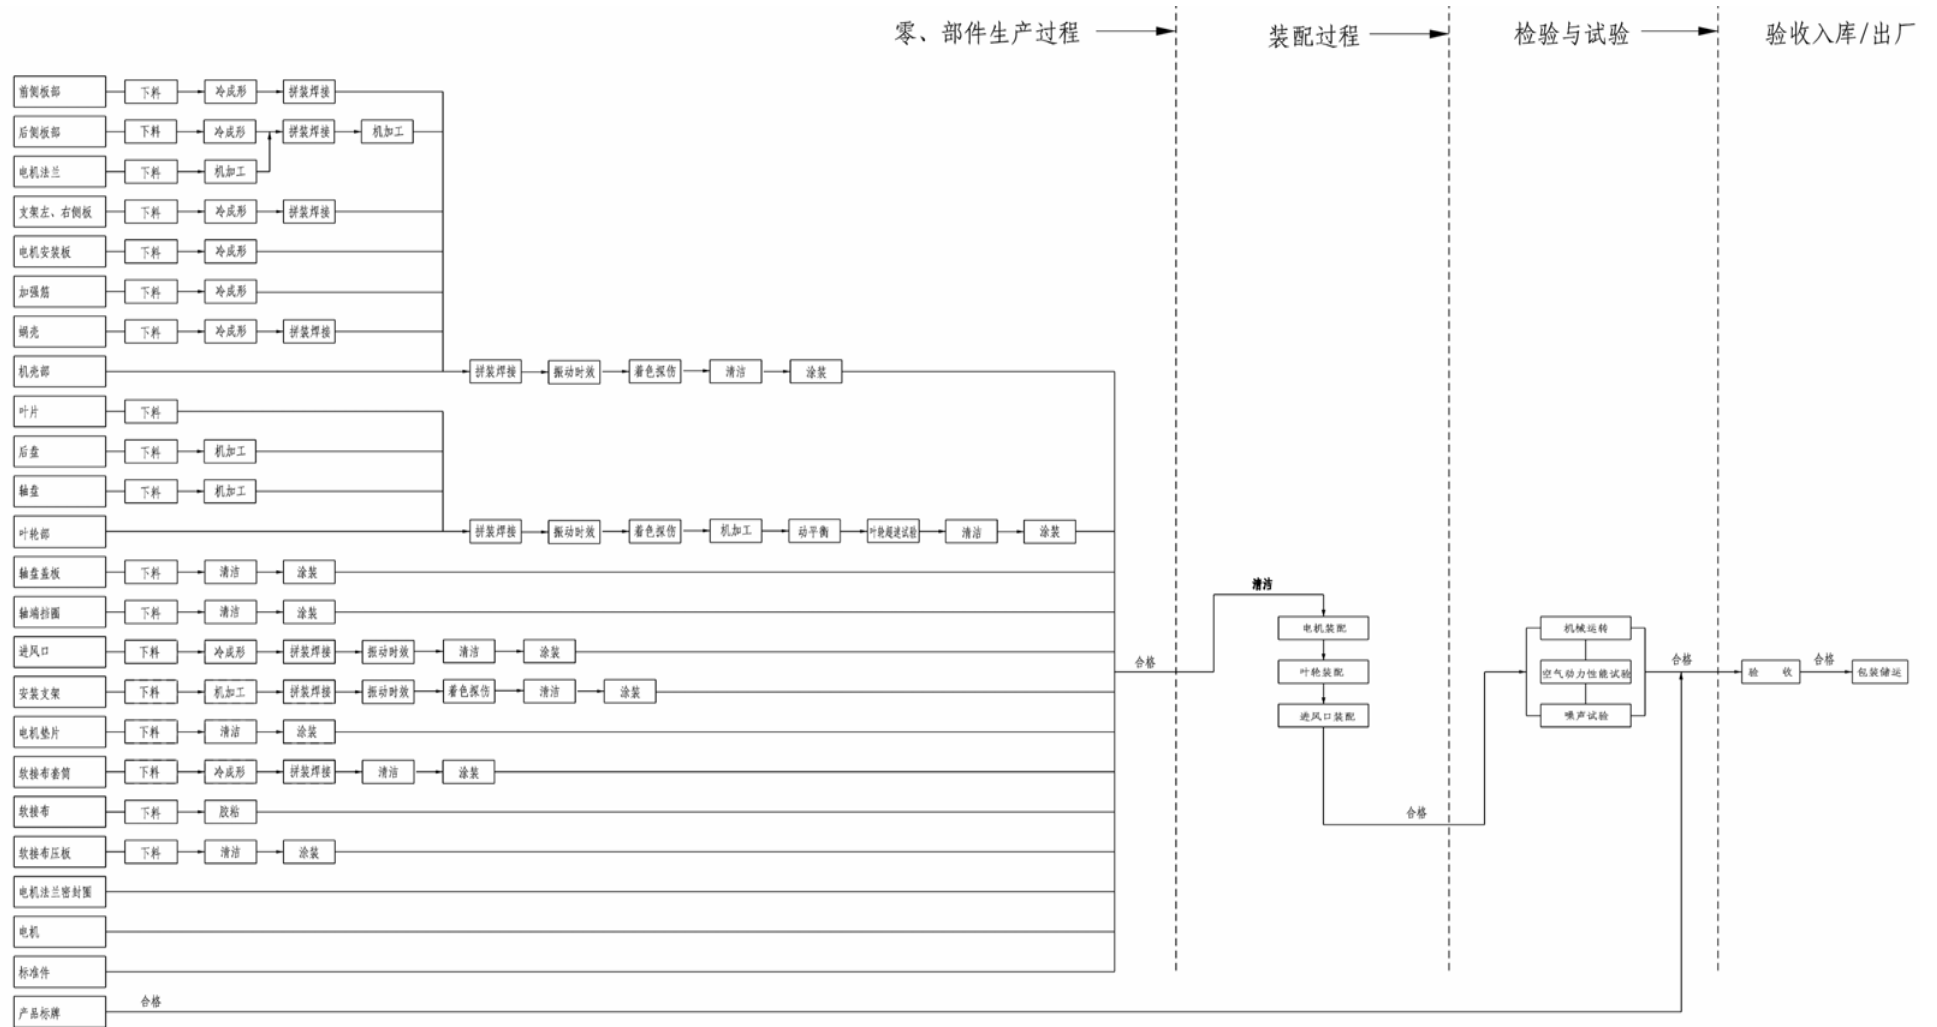 零、部件生产过程 装配过程 检验与试验 验收入库/出厂
前侧板部 下料 冷成形 拼装焊接
后侧板部 下料 冷成形 拼装焊接 机加工
电机法兰 下料 机加工
支架左、右侧板 下料 冷成形 拼装焊接
电机安装板 下料 冷成形
加强筋 下料 冷成形
蜗壳 下料 冷成形 拼装焊接
机壳部 拼装焊接 振动时效 着色探伤 清洁 涂装
叶片 下料
后盘 下料 机加工
轴盘 下料 机加工
叶轮部 拼装焊接 振动时效 着色探伤 机加工 动平衡 叶轮超速试验 清洁 涂装
轴盘盖板 下料 清洁 涂装
清洁
轴端挡圈 下料 清洁 涂装
电机装配 机械运转
进风口 下料 冷成形 拼装焊接 振动时效 清洁 涂装
合格 叶轮装配 空气动力性能试验 合格 验 收 合格 包装储运
安装支架 下料 机加工 拼装焊接 振动时效 着色探伤 清洁 涂装
进风口装配 噪声试验
电机垫片 下料 清洁 涂装
软接布套筒 下料 冷成形 拼装焊接 清洁 涂装
软接布 下料 胶粘
合格
软接布压板 下料 清洁 涂装
电机法兰密封圈
电机
标准件
产品标牌 合格